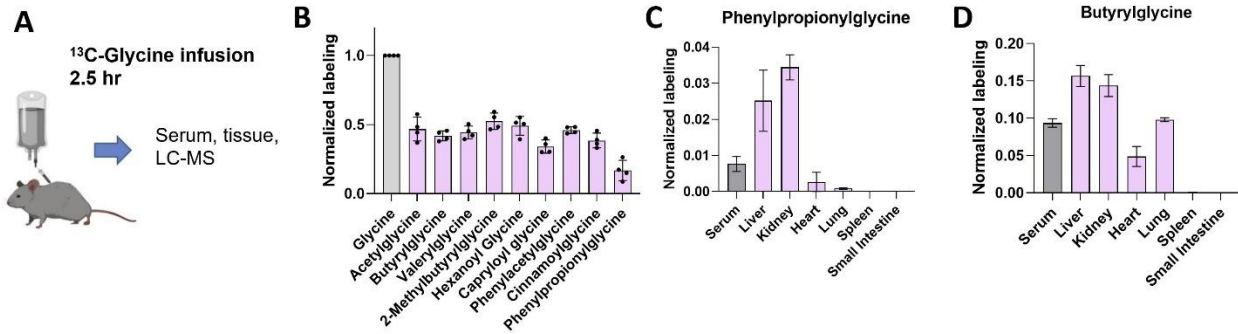 A
¹³C-Glycine infusion
2.5 hr
Serum, tissue,
LC-MS
B
Normalized labeling
1.0
0.5
0.0
Glycine
Acetylglycine
Butyrylglycine
Valerylglycine
2-Methylbutyrylglycine
Hexanoyl Glycine
Capryloyl glycine
Phenylacetylglycine
Cinnamoylglycine
Phenylpropionylglycine
C
Phenylpropionylglycine
Normalized labeling
0.04
0.03
0.02
0.01
0.00
Serum
Liver
Kidney
Heart
Lung
Spleen
Small Intestine
D
Butyrylglycine
Normalized labeling
0.20
0.15
0.10
0.05
0.00
Serum
Liver
Kidney
Heart
Lung
Spleen
Small Intestine